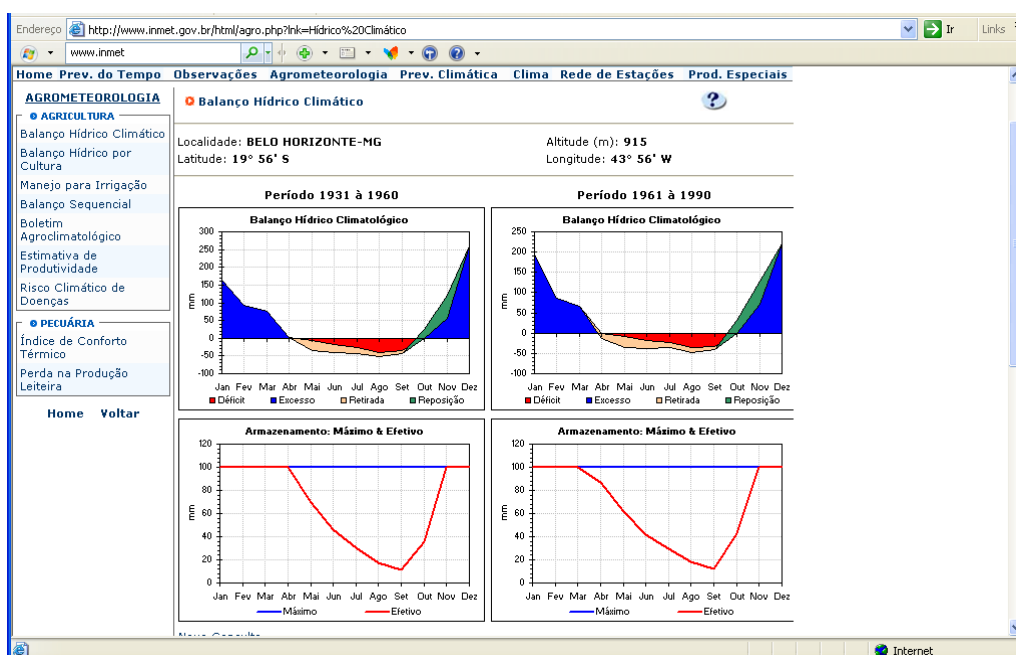 Endereço http://www.inmet.gov.br/html/agro.php?lnk=Hídrico%20Climático Ir Links
www.inmet
Home Prev. do Tempo Observações Agrometeorologia Prev. Climática Clima Rede de Estações Prod. Especiais
AGROMETEOROLOGIA
AGRICULTURA
Balanço Hídrico Climático
Balanço Hídrico por
Cultura
Manejo para Irrigação
Balanço Sequencial
Boletim
Agroclimatológico
Estimativa de
Produtividade
Risco Climático de
Doenças
PECUÁRIA
Índice de Conforto
Térmico
Perda na Produção
Leiteira
Home Voltar
Balanço Hídrico Climático
Localidade: BELO HORIZONTE-MG Altitude (m): 915
Latitude: 19° 56' S Longitude: 43° 56' W
Período 1931 à 1960
Balanço Hídrico Climatológico
300
250
200
150
100
50
0
-50
-100
mm
Jan Fev Mar Abr Mai Jun Jul Ago Set Out Nov Dez
Déficit Excesso Retirada Reposição
Período 1961 à 1990
Balanço Hídrico Climatológico
250
200
150
100
50
0
-50
-100
mm
Jan Fev Mar Abr Mai Jun Jul Ago Set Out Nov Dez
Déficit Excesso Retirada Reposição
Armazenamento: Máximo & Efetivo
120
100
80
60
40
20
0
mm
Jan Fev Mar Abr Mai Jun Jul Ago Set Out Nov Dez
Máximo Efetivo
Armazenamento: Máximo & Efetivo
120
100
80
60
40
20
0
mm
Jan Fev Mar Abr Mai Jun Jul Ago Set Out Nov Dez
Máximo Efetivo
Internet